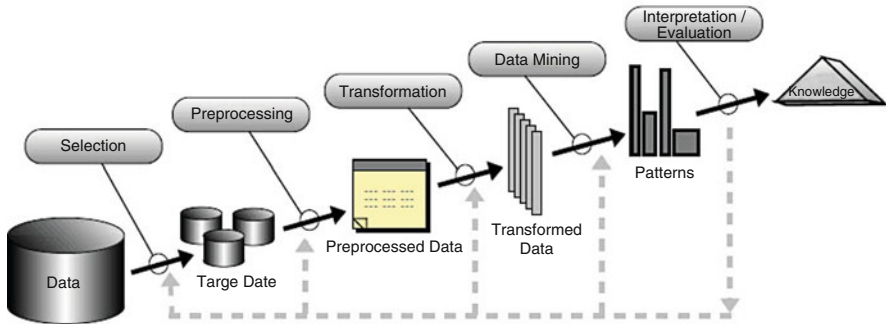 Interpretation /
Evaluation
Data Mining
Transformation
Preprocessing
Selection
Knowledge
Patterns
Transformed
Data
Preprocessed Data
Targe Date
Data